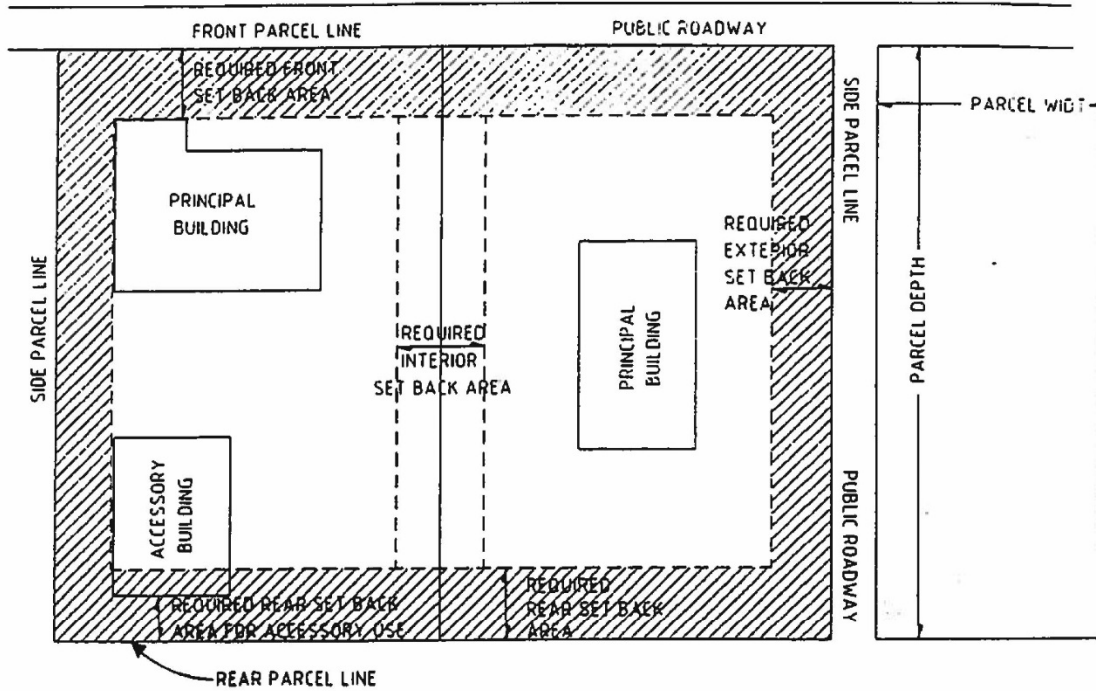 FRONT PARCEL LINE
PUBLIC ROADWAY
REQUIRED FRONT
SET BACK AREA
SIDE PARCEL LINE
PARCEL WIDT
PRINCIPAL
BUILDING
REQUIRED
EXTERIOR
SET BACK
AREA
SIDE PARCEL LINE
PARCEL DEPTH
REQUIRED
INTERIOR
SET BACK AREA
PRINCIPAL
BUILDING
ACCESSORY
BUILDING
PUBLIC ROADWAY
REQUIRED REAR SET BACK
AREA FOR ACCESSORY USE
REQUIRED
REAR SET BACK
AREA
REAR PARCEL LINE